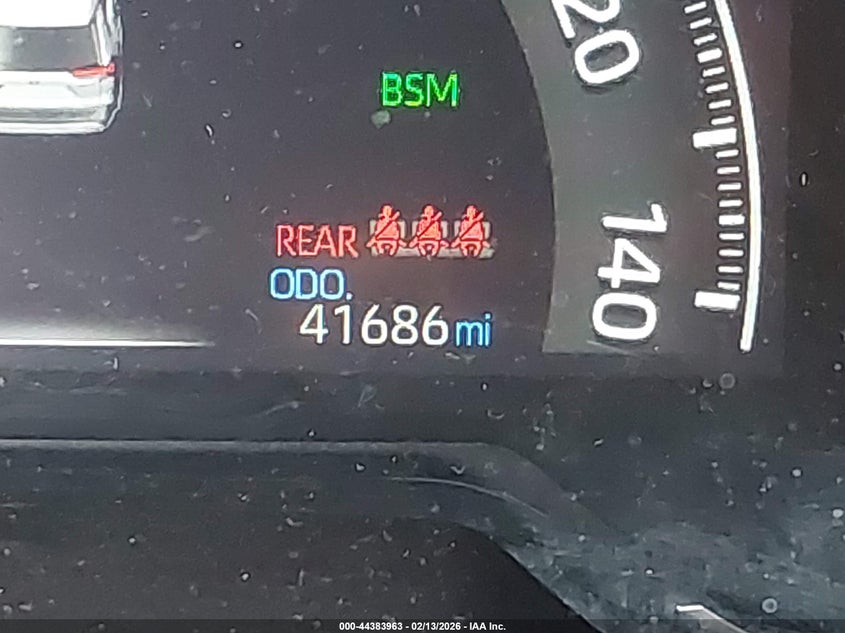 20
BSM
140
REAR
ODO.
41686 mi
000-44383963 - 02/13/2026 - IAA Inc.